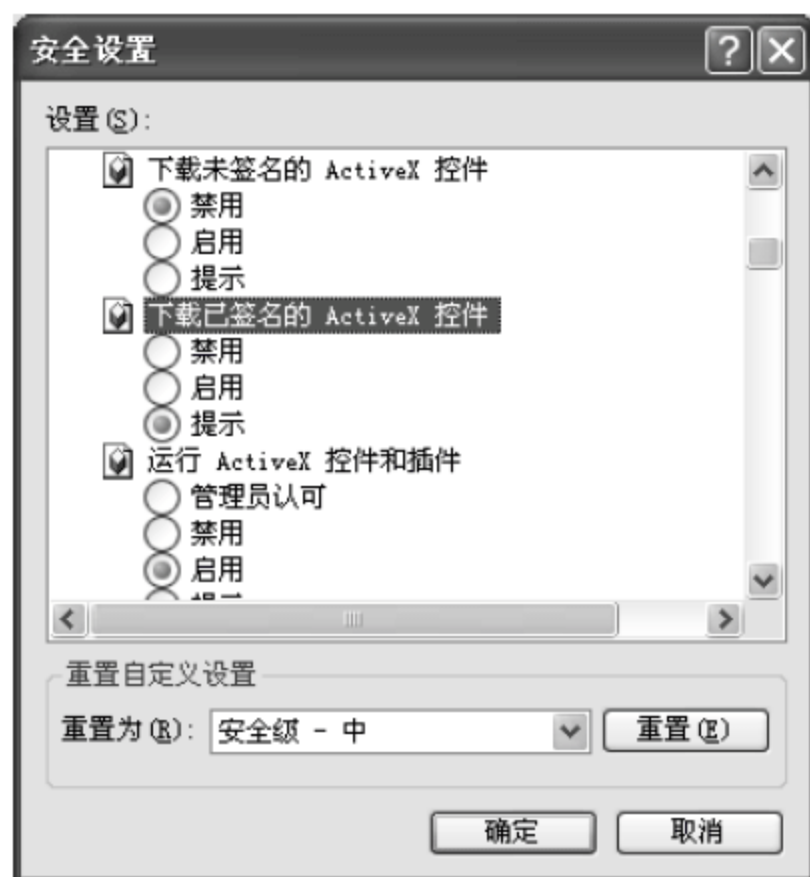 安全设置
设置(S):
下载未签名的 ActiveX 控件
禁用
启用
提示
下载已签名的 ActiveX 控件
禁用
启用
提示
运行 ActiveX 控件和插件
管理员认可
禁用
启用
重置自定义设置
重置为(R): 安全级 - 中 重置(E)
确定 取消